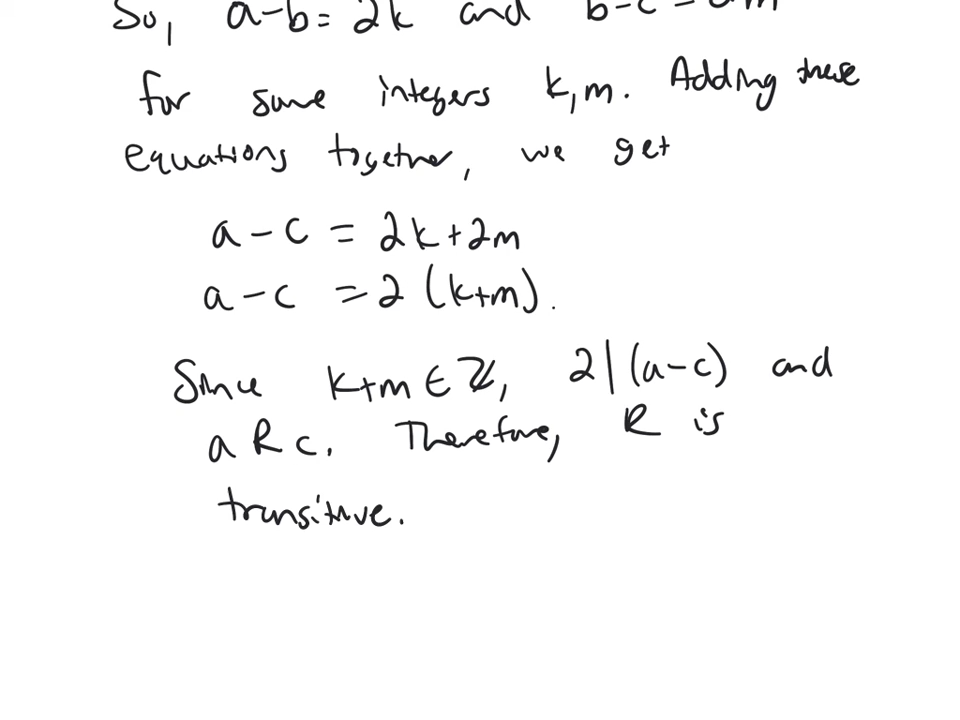 So, a-b= 2k and b-c =
for some integers k,m. Adding these
equations together, we get
a-c = 2k+2m
a-c = 2 (k+m).
Since k+m ∈ ℤ, 2|(a-c) and
a R c. Therefore, R is
transitive.